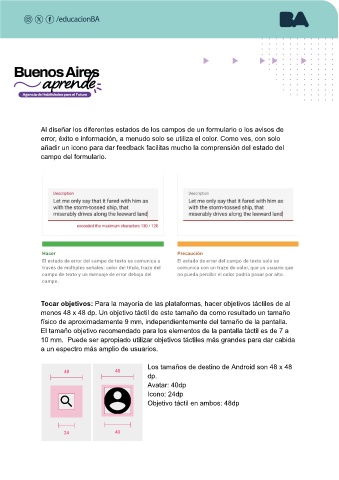 /educacionBA
BA
Buenos Aires
aprende
Agencia de Habilidades para el Futuro
Al diseñar los diferentes estados de los campos de un formulario o los avisos de
error, éxito e información, a menudo solo se utiliza el color. Como ves, con solo
añadir un icono para dar feedback facilitas mucho la comprensión del estado del
campo del formulario.
Description
Let me only say that it fared with him as
with the storm-tossed ship, that
miserably drives along the leeward land
exceeded the maximum characters 130 / 120
Description
Let me only say that it fared with him as
with the storm-tossed ship, that
miserably drives along the leeward land
Hacer
El estado de error del campo de texto se comunica a
través de múltiples señales: color del título, trazo del
campo de texto y un mensaje de error debajo del
campo.
Precaución
El estado de error del campo de texto solo se
comunica con un trazo de color, que un usuario que
no pueda percibir el color podría pasar por alto.
Tocar objetivos: Para la mayoría de las plataformas, hacer objetivos táctiles de al
menos 48 x 48 dp. Un objetivo táctil de este tamaño da como resultado un tamaño
físico de aproximadamente 9 mm, independientemente del tamaño de la pantalla.
El tamaño objetivo recomendado para los elementos de la pantalla táctil es de 7 a
10 mm. Puede ser apropiado utilizar objetivos táctiles más grandes para dar cabida
a un espectro más amplio de usuarios.
48
48
24
40
Los tamaños de destino de Android son 48 x 48
dp.
Avatar: 40dp
Icono: 24dp
Objetivo táctil en ambos: 48dp